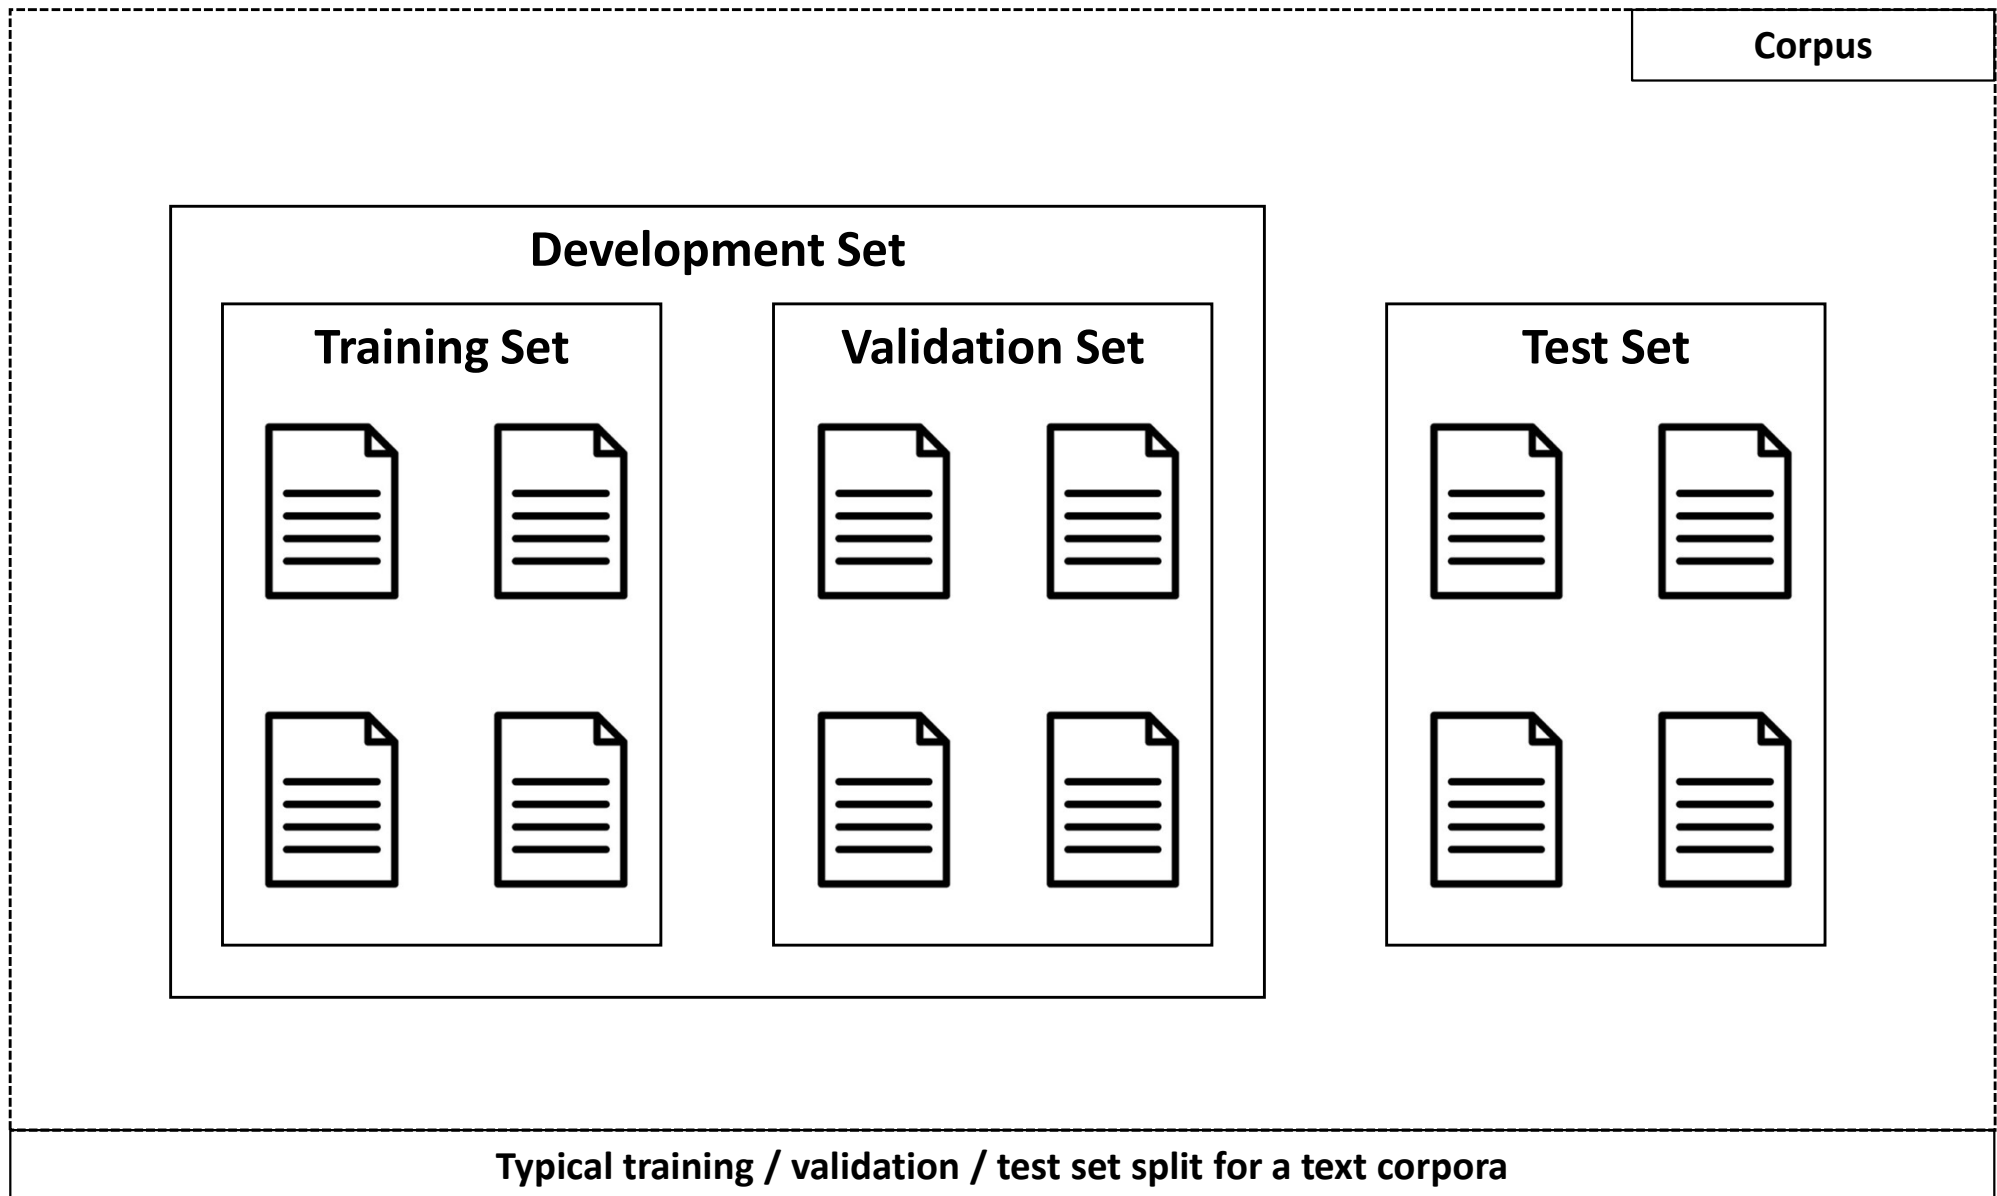 Corpus
Development Set
Training Set
Validation Set
Test Set
Typical training / validation / test set split for a text corpora